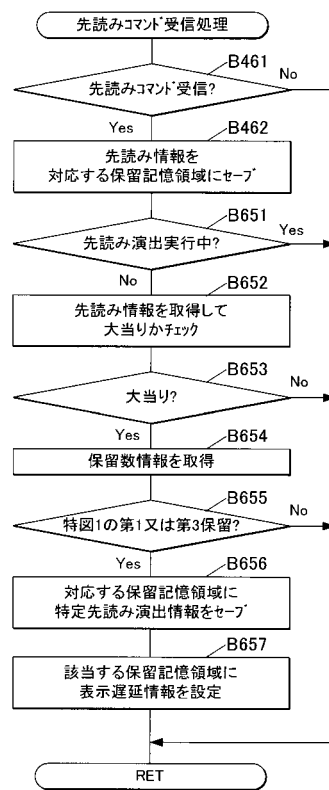 先読みコマンド受信処理
B461
先読みコマンド受信?
No
Yes
B462
先読み情報を
対応する保留記憶領域にセーブ
B651
先読み演出実行中?
Yes
No
B652
先読み情報を取得して
大当りかチェック
B653
大当り?
No
Yes
B654
保留数情報を取得
B655
特図1の第1又は第3保留?
No
Yes
B656
対応する保留記憶領域に
特定先読み演出情報をセーブ
B657
該当する保留記憶領域に
表示遅延情報を設定
RET